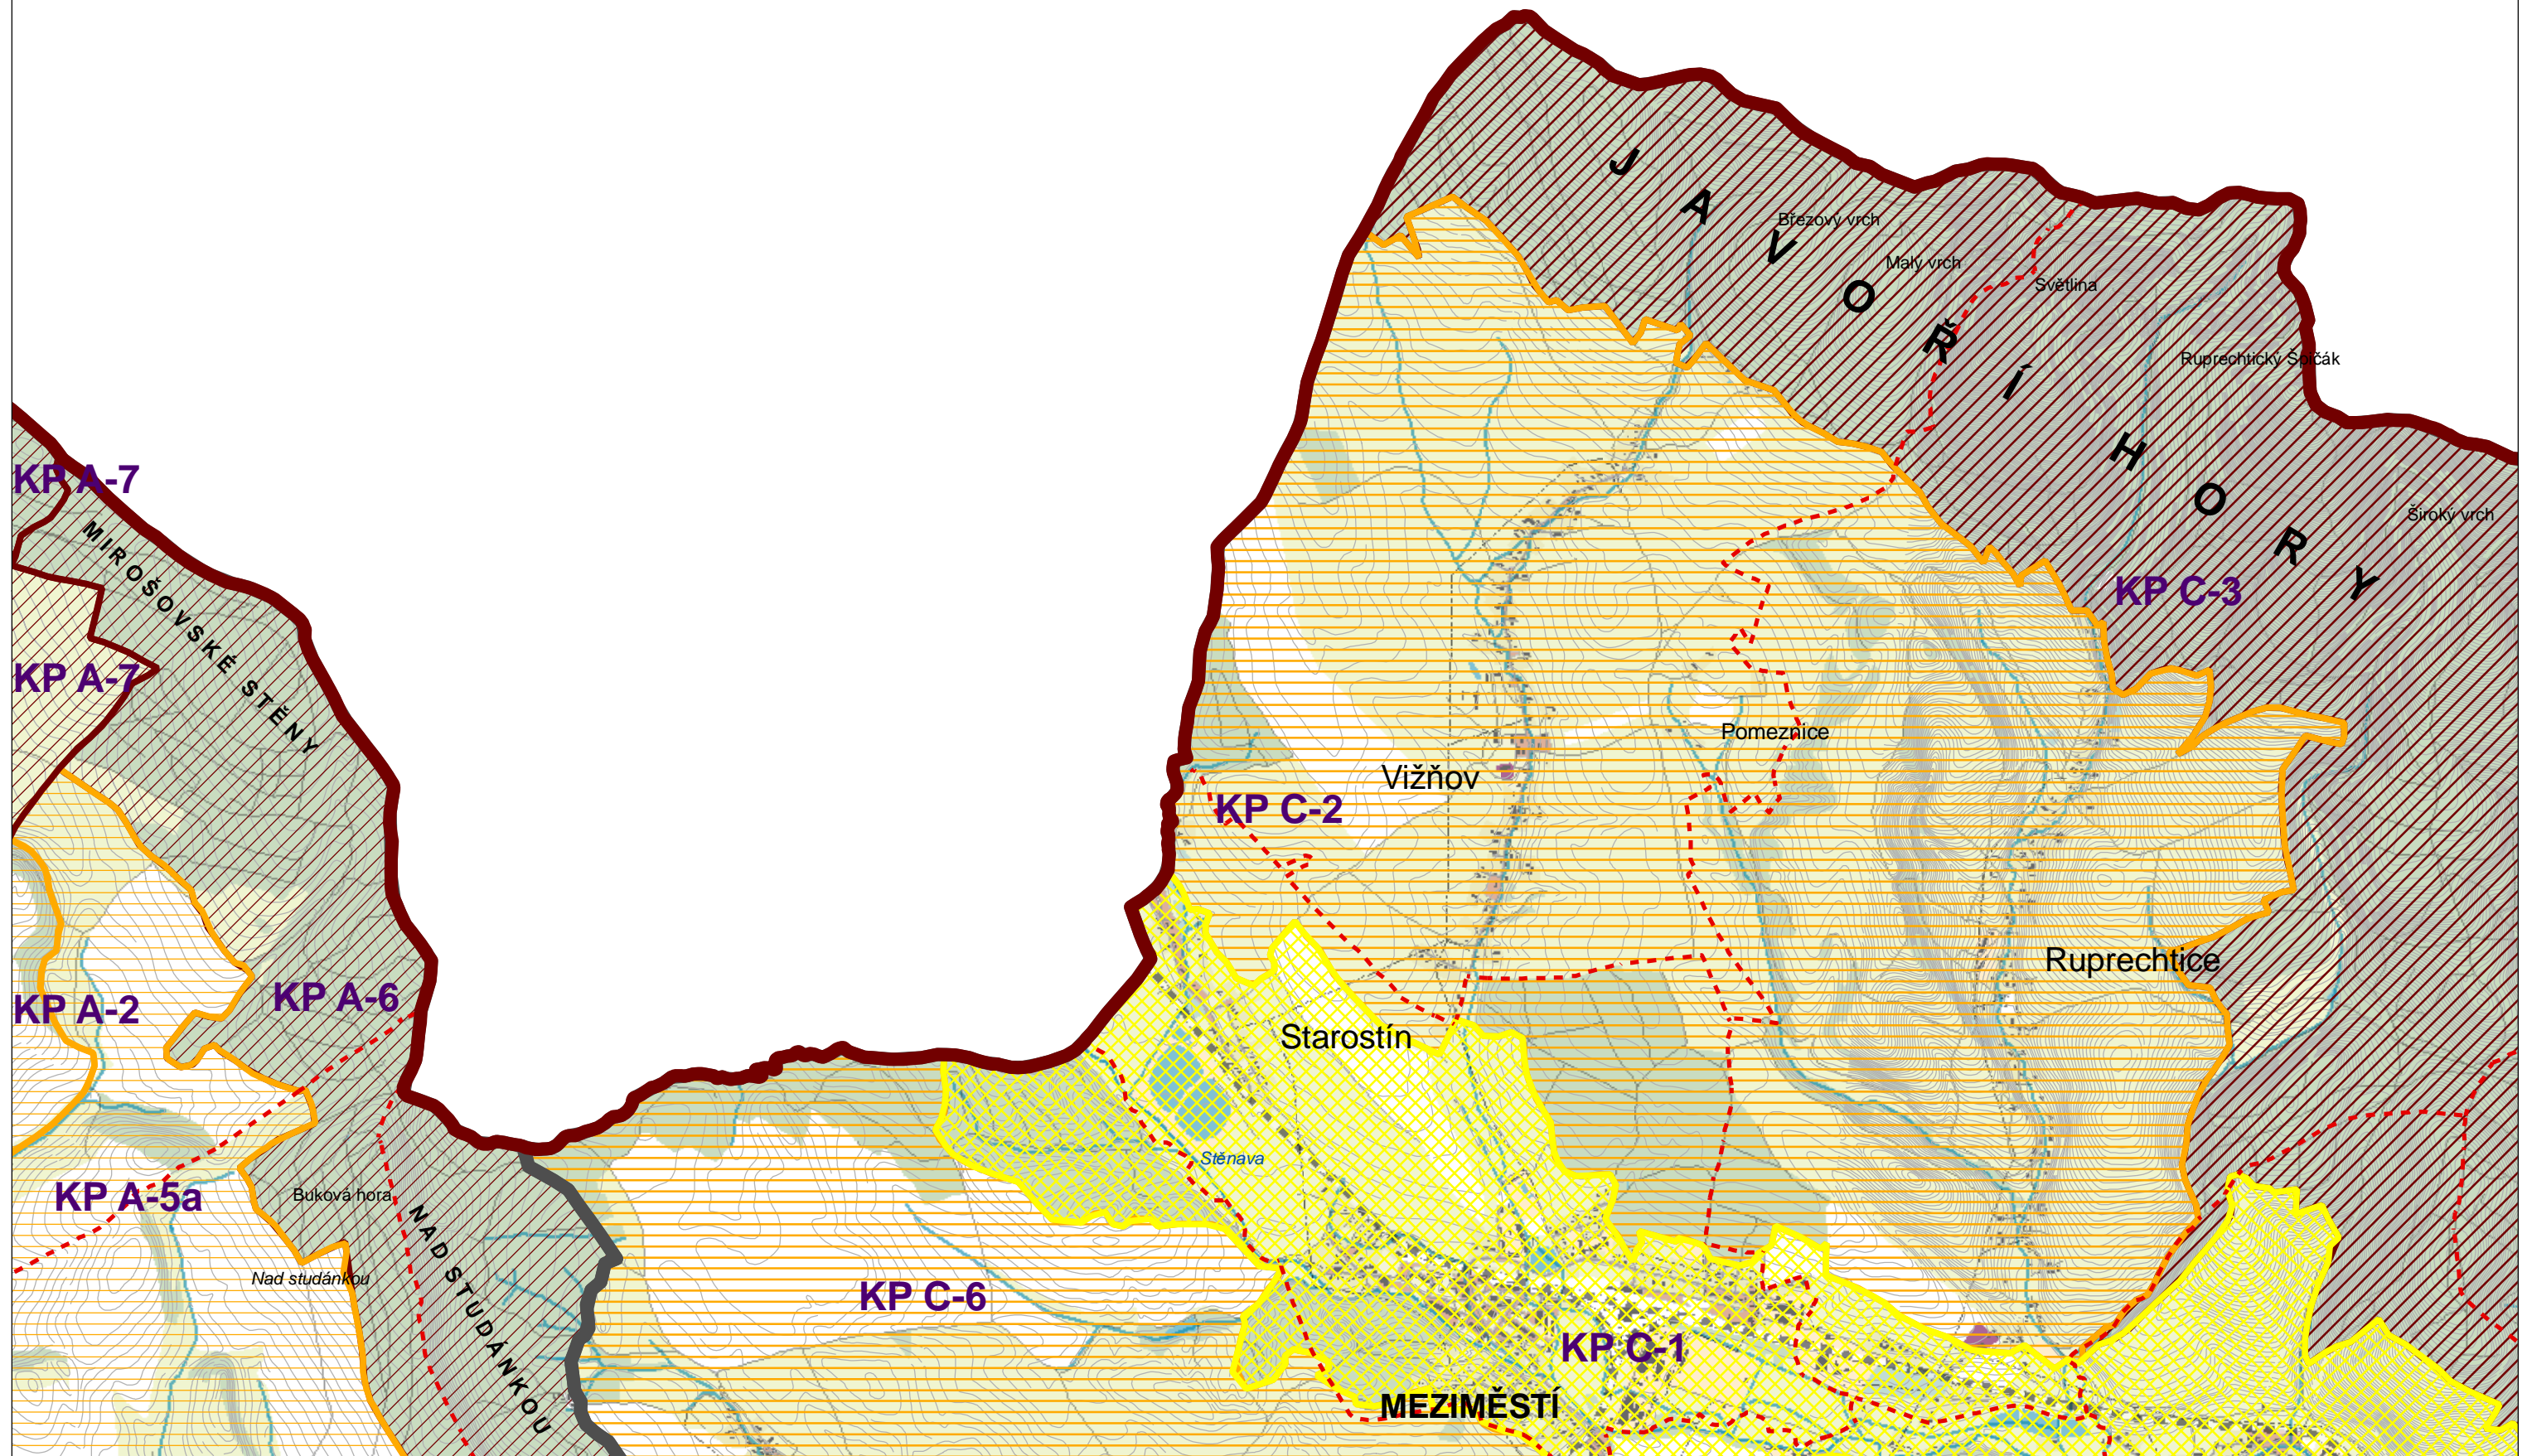 JAVOŘÍ HORY
Březový vrch
Malý vrch
Světlina
Ruprechtický Špičák
Široký vrch
KP A-7
MIROŠOVSKÉ STĚNY
KP C-3
KP A-7
Pomeznice
Vižňov
KP C-2
Ruprechtice
KP A-6
KP A-2
Starostín
Stěnava
KP A-5a
Buková hora
NAD STUDÁNKOU
Nad studánkou
KP C-6
KP C-1
MEZIMĚSTÍ